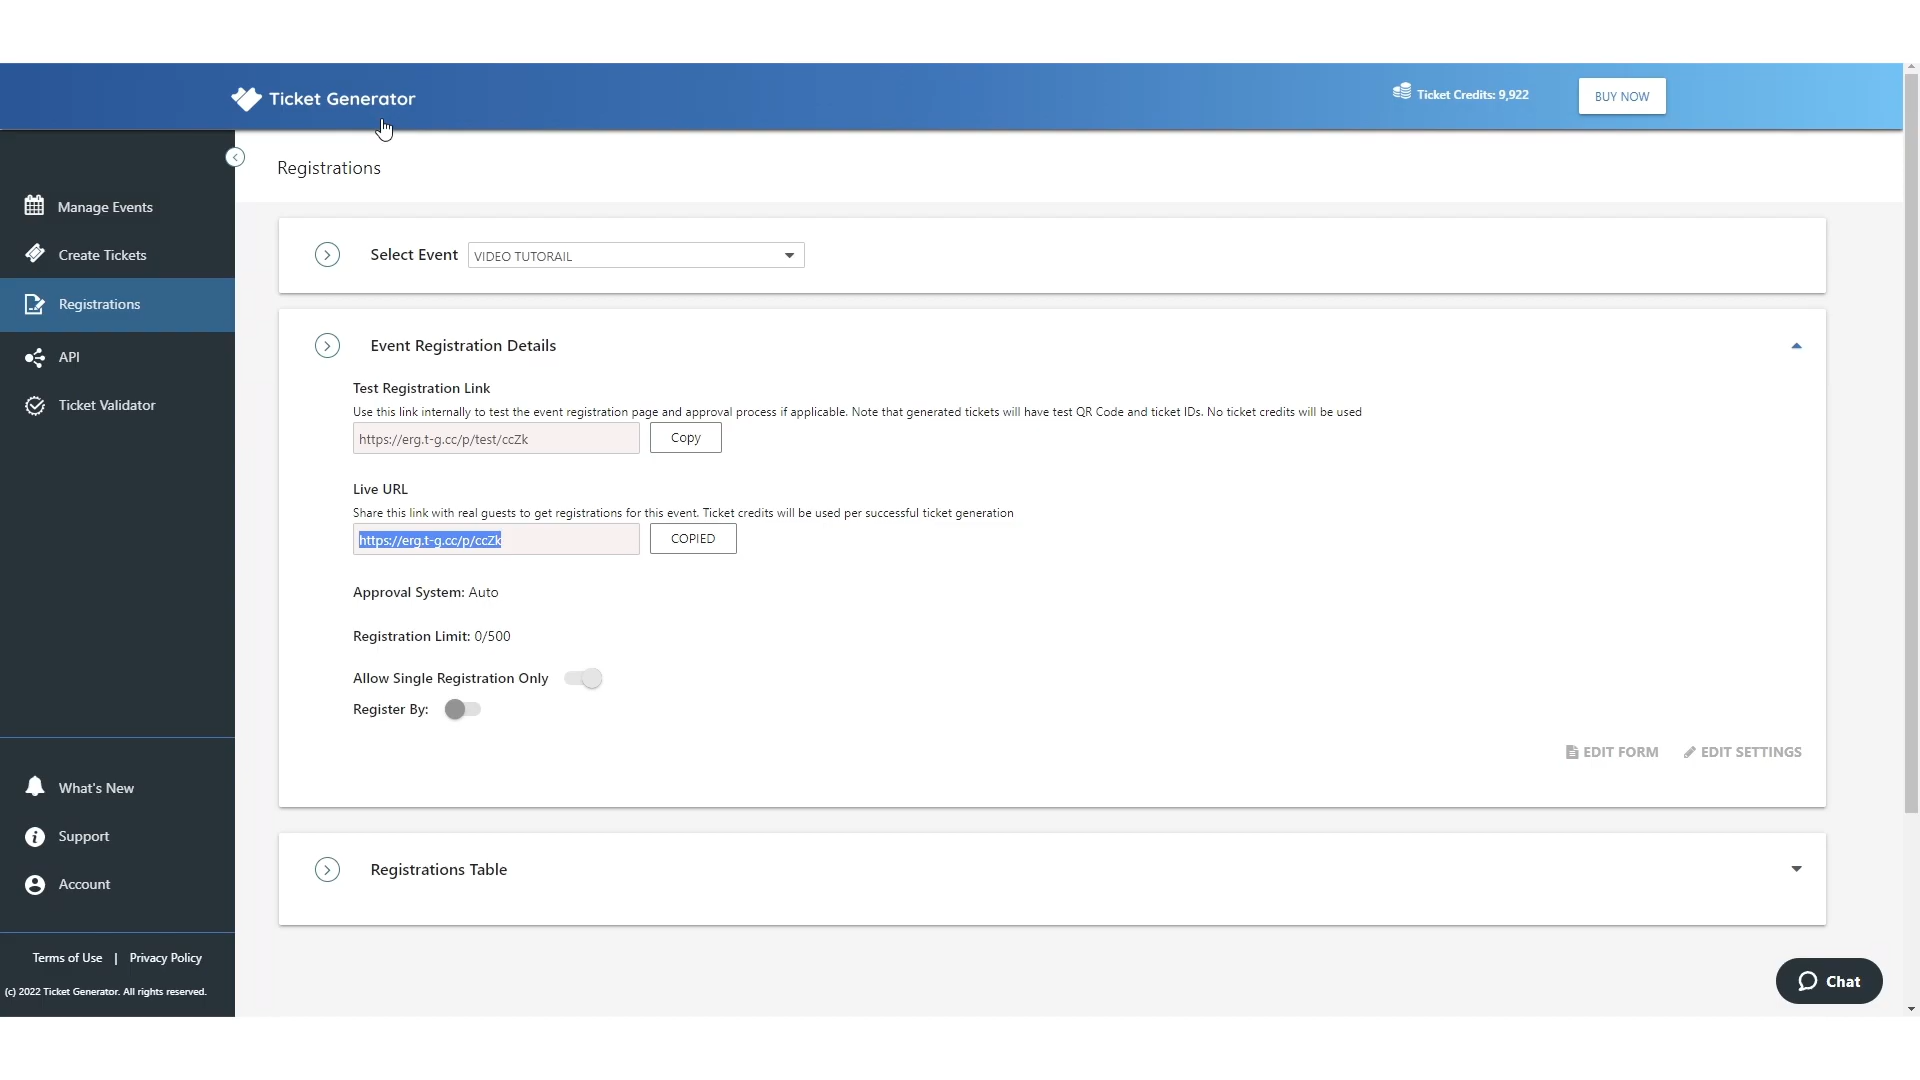 Ticket Generator
Ticket Credits: 9,922
BUY NOW
Registrations
Manage Events
Create Tickets
Registrations
API
Ticket Validator
Select Event
VIDEO TUTORAIL
Event Registration Details
Test Registration Link
Use this link internally to test the event registration page and approval process if applicable. Note that generated tickets will have test QR Code and ticket IDs. No ticket credits will be used
https://erg.t-g.cc/p/test/ccZk
Copy
Live URL
Share this link with real guests to get registrations for this event. Ticket credits will be used per successful ticket generation
https://erg.t-g.cc/p/ccZk
COPIED
Approval System: Auto
Registration Limit: 0/500
Allow Single Registration Only
Register By:
EDIT FORM
EDIT SETTINGS
Registrations Table
What's New
Support
Account
Terms of Use | Privacy Policy
(c) 2022 Ticket Generator. All rights reserved.
Chat